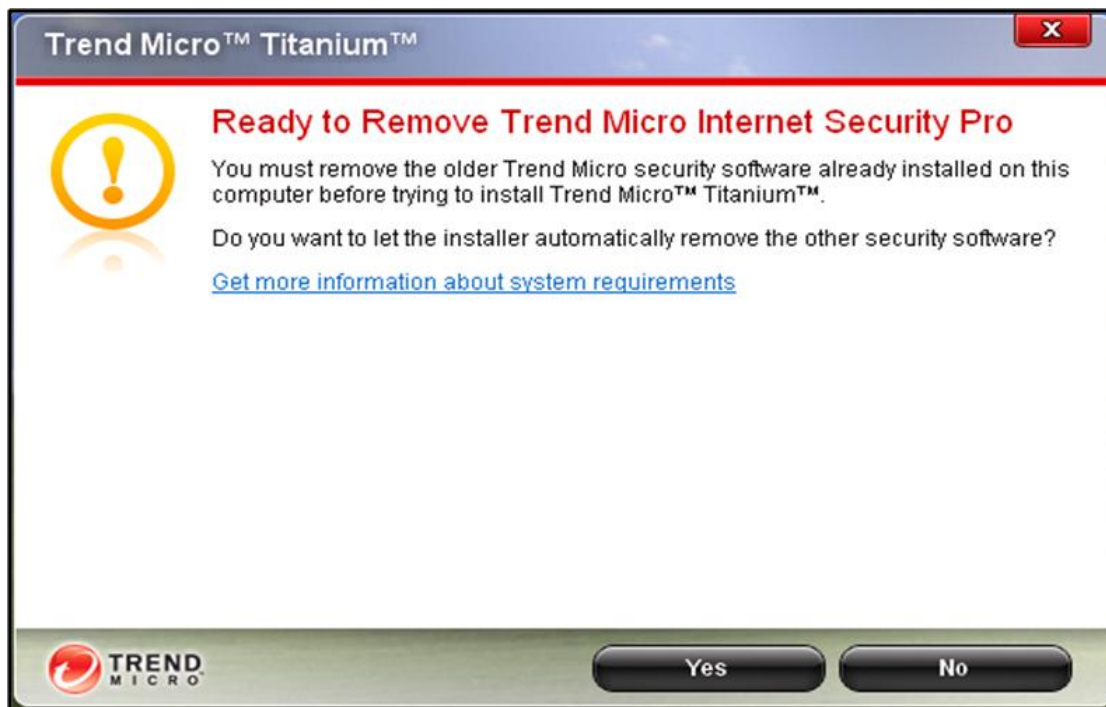 Trend Micro™ Titanium™
Ready to Remove Trend Micro Internet Security Pro
You must remove the older Trend Micro security software already installed on this
computer before trying to install Trend Micro™ Titanium™.
Do you want to let the installer automatically remove the other security software?
Get more information about system requirements
TREND
MICRO
Yes
No